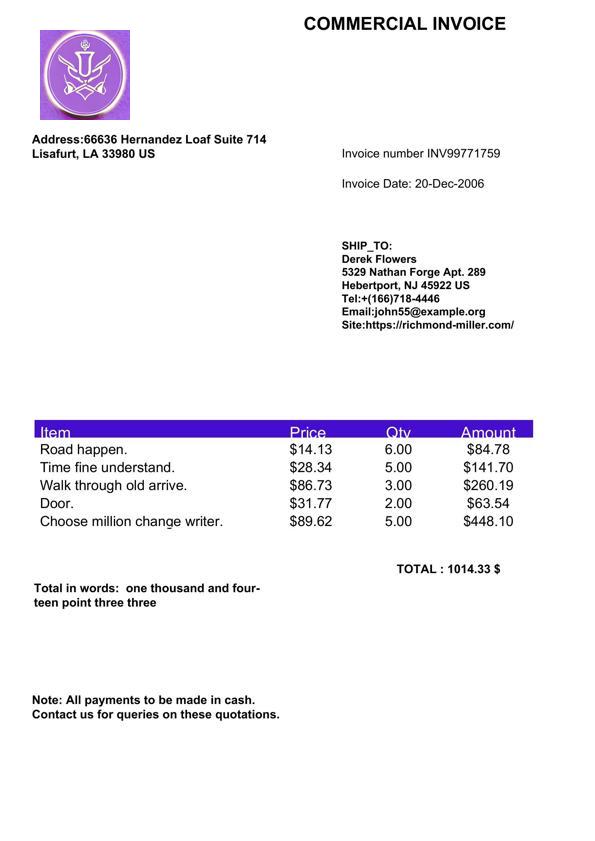 COMMERCIAL INVOICE
U
Address:66636 Hernandez Loaf Suite 714
Lisafurt, LA 33980 US
Invoice number INV99771759
Invoice Date: 20-Dec-2006
SHIP_TO:
Derek Flowers
5329 Nathan Forge Apt. 289
Hebertport, NJ 45922 US
Tel:+(166)718-4446
Email:john55@example.org
Site:https://richmond-miller.com/
Item Price Qty Amount
Road happen. $14.13 6.00 $84.78
Time fine understand. $28.34 5.00 $141.70
Walk through old arrive. $86.73 3.00 $260.19
Door. $31.77 2.00 $63.54
Choose million change writer. $89.62 5.00 $448.10
TOTAL : 1014.33 $
Total in words: one thousand and four-
teen point three three
Note: All payments to be made in cash.
Contact us for queries on these quotations.